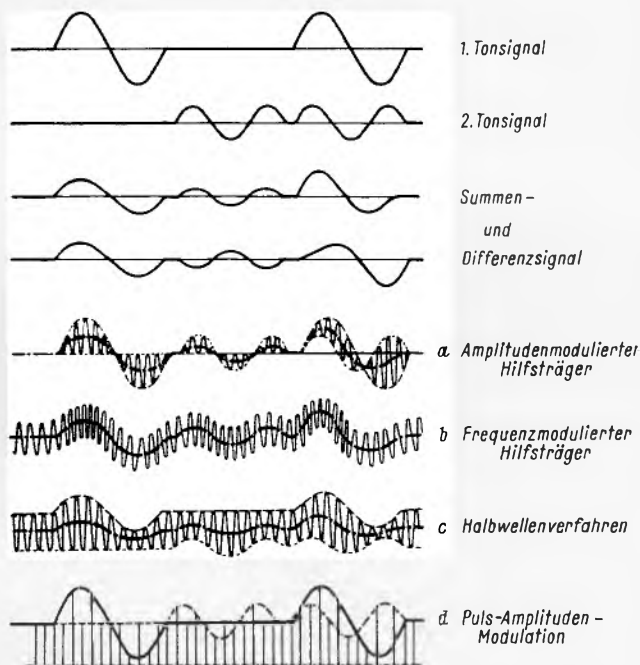 1. Tonsignal
2. Tonsignal
Summen-
und
Differenzsignal
a Amplitudenmodulierter
Hilfsträger
b Frequenzmodulierter
Hilfsträger
c Halbwellenverfahren
d Puls-Amplituden-
Modulation